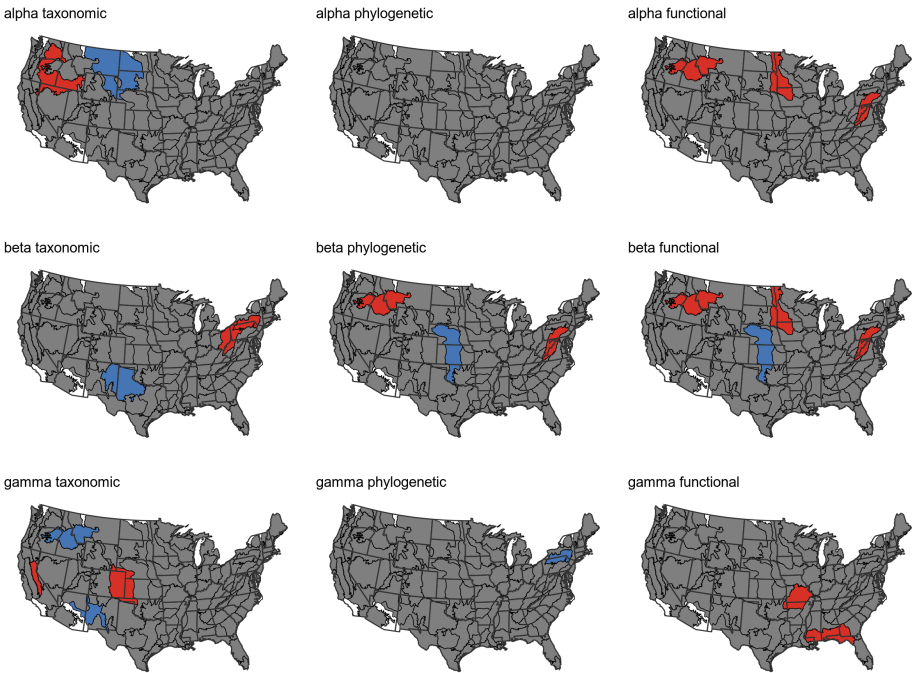 alpha taxonomic
alpha phylogenetic
alpha functional
beta taxonomic
beta phylogenetic
beta functional
gamma taxonomic
gamma phylogenetic
gamma functional